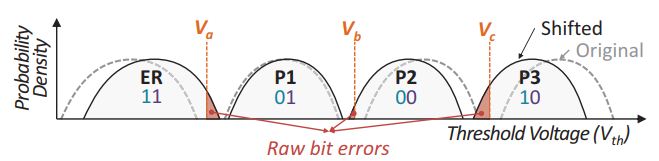 Probability
Density
Va
Vb
Vc
Shifted
Original
ER
11
P1
01
P2
00
P3
10
Raw bit errors
Threshold Voltage (Vth)